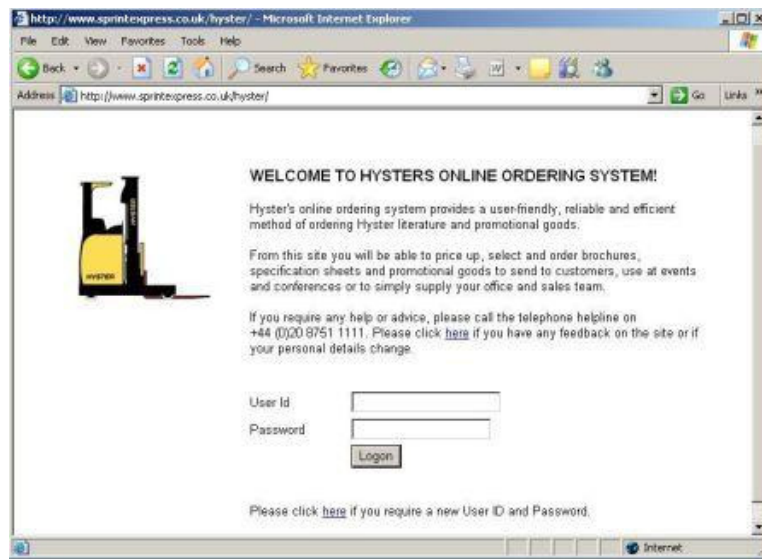 http://www.sprintexpress.co.uk/hyster/ - Microsoft Internet Explorer
File Edit View Favorites Tools Help
Back Search Favorites
Address http://www.sprintexpress.co.uk/hyster/ Go Links
WELCOME TO HYSTERS ONLINE ORDERING SYSTEM!
Hyster's online ordering system provides a user-friendly, reliable and efficient
method of ordering Hyster literature and promotional goods.
From this site you will be able to price up, select and order brochures,
specification sheets and promotional goods to send to customers, use at events
and conferences or to simply supply your office and sales team.
HYSTER
If you require any help or advice, please call the telephone helpline on
+44 (0)20 8751 1111. Please click here if you have any feedback on the site or if
your personal details change.
User Id
Password
Logon
Please click here if you require a new User ID and Password.
Internet